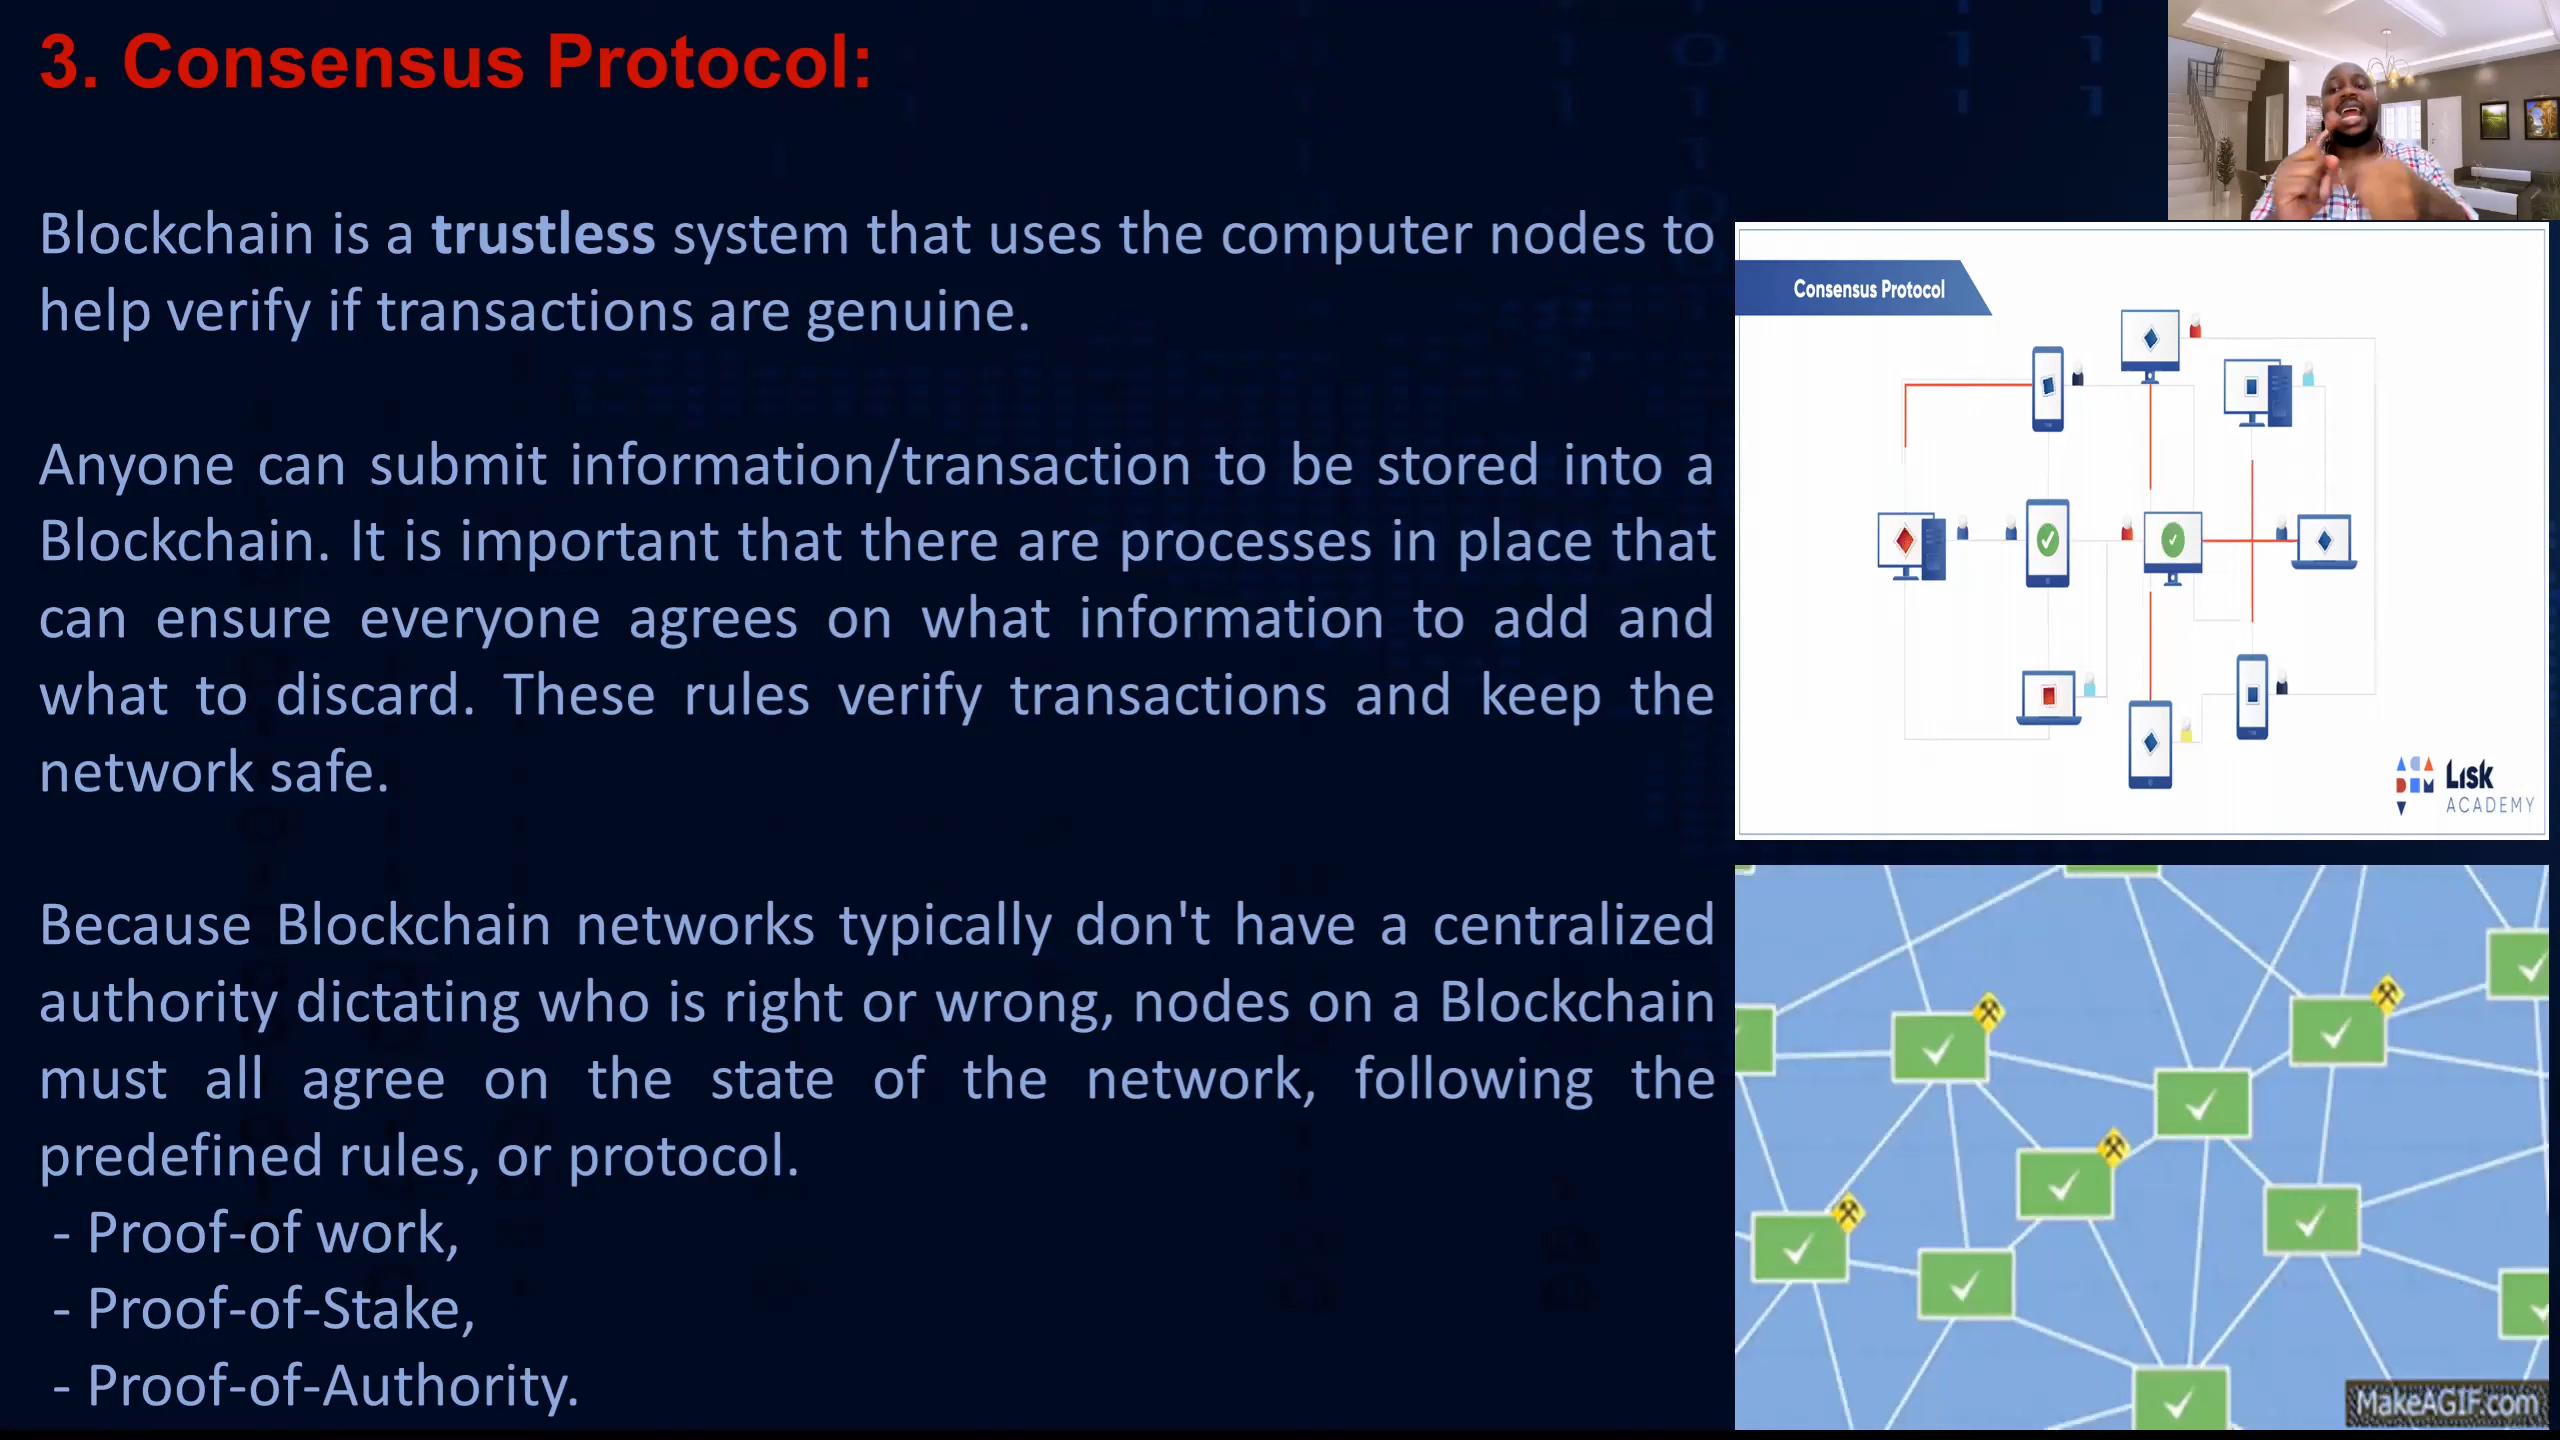 3. Consensus Protocol:
Blockchain is a trustless system that uses the computer nodes to
help verify if transactions are genuine.
Anyone can submit information/transaction to be stored into a
Blockchain. It is important that there are processes in place that
can ensure everyone agrees on what information to add and
what to discard. These rules verify transactions and keep the
network safe.
Because Blockchain networks typically don't have a centralized
authority dictating who is right or wrong, nodes on a Blockchain
must all agree on the state of the network, following the
predefined rules, or protocol.
- Proof-of work,
- Proof-of-Stake,
- Proof-of-Authority.
Consensus Protocol
Lisk
ACADEMY
MakeAGIF.com